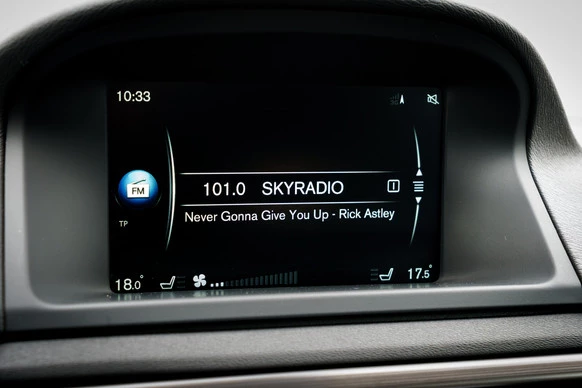 10:33
FM
101.0 SKYRADIO
Never Gonna Give You Up - Rick Astley
TP
18.0° 17.5°